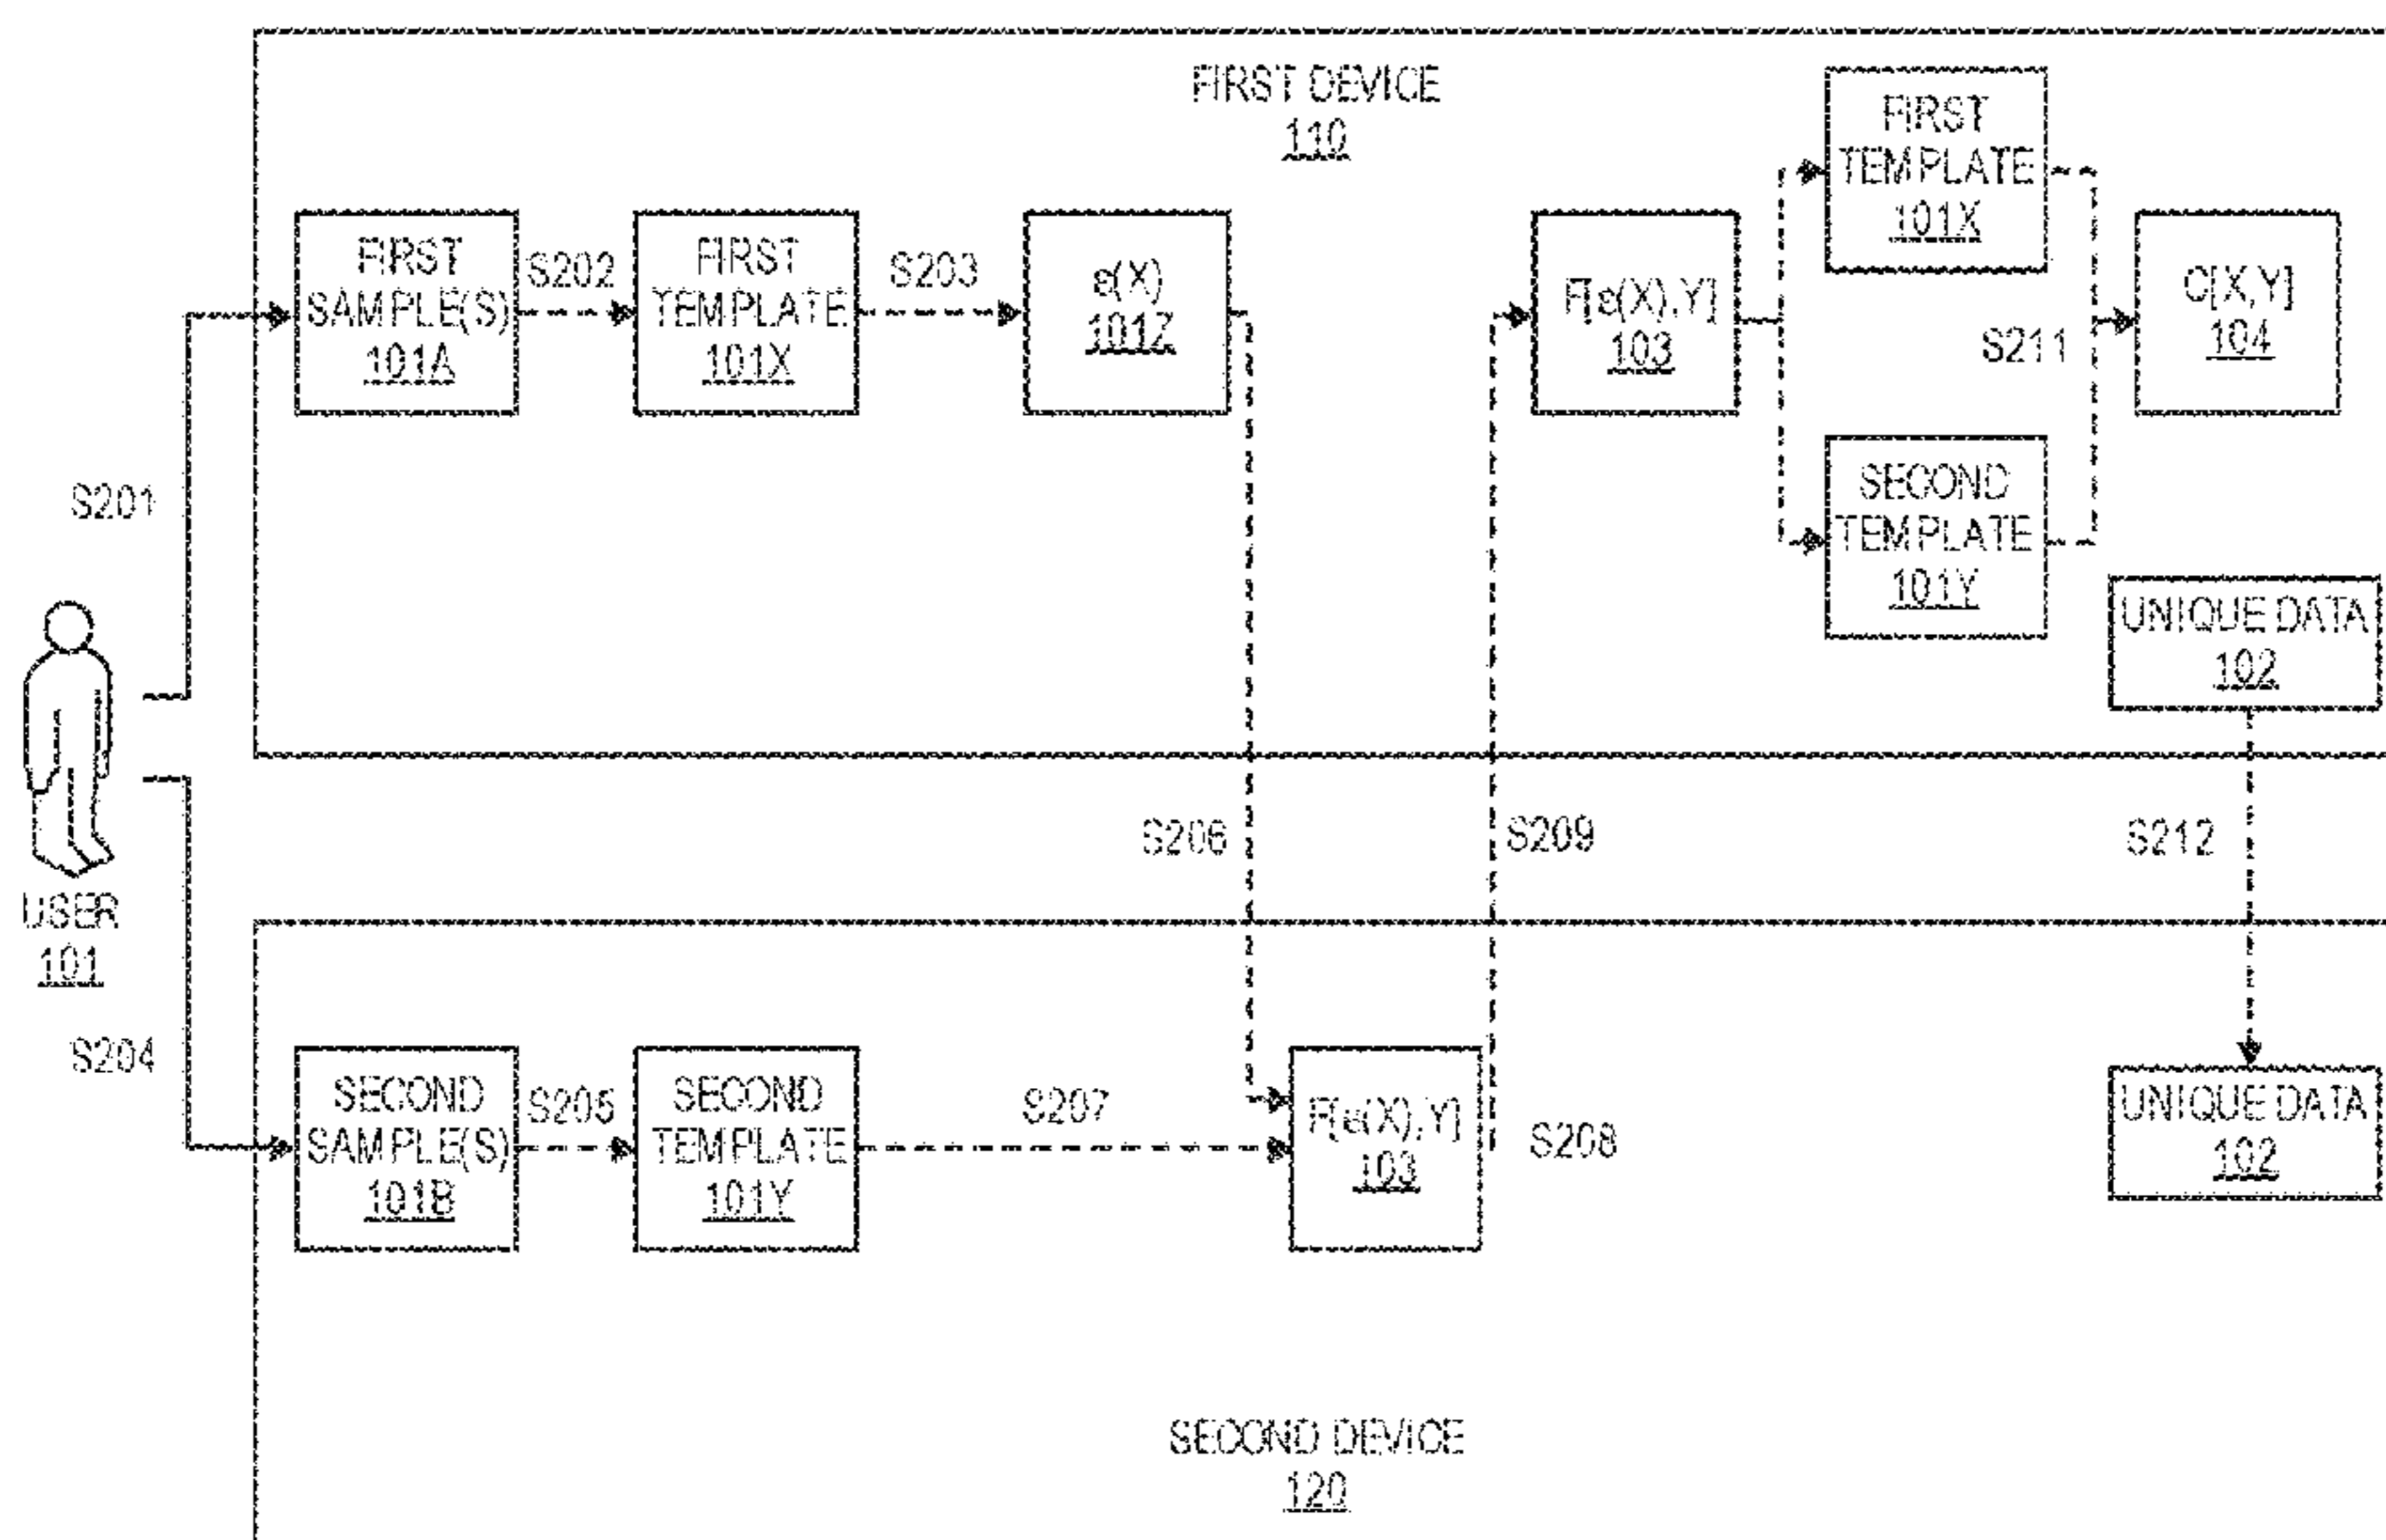 FIRST DEVICE
110
FIRST
SAMPLE(S)
101A
S202
FIRST
TEMPLATE
101X
S203
ε(X)
101Z
F[ε(X),Y]
103
FIRST
TEMPLATE
101X
SECOND
TEMPLATE
101Y
S211
C[X,Y]
104
UNIQUE DATA
102
S201
USER
101
S206
S209
S212
S204
SECOND
SAMPLE(S)
101B
S205
SECOND
TEMPLATE
101Y
S207
F[ε(X),Y]
103
S208
UNIQUE DATA
102
SECOND DEVICE
120